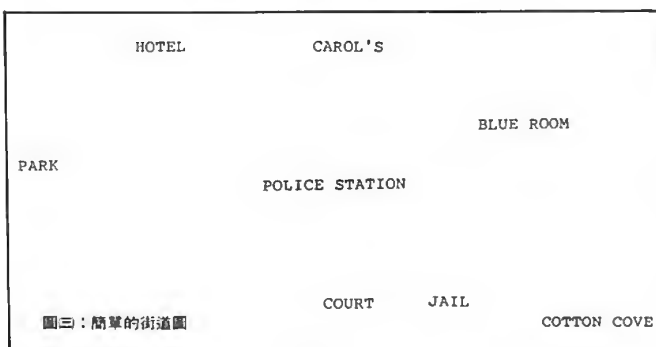 HOTEL CAROL'S
BLUE ROOM
PARK
POLICE STATION
COURT JAIL
圖三：簡單的街道圖
COTTON COVE